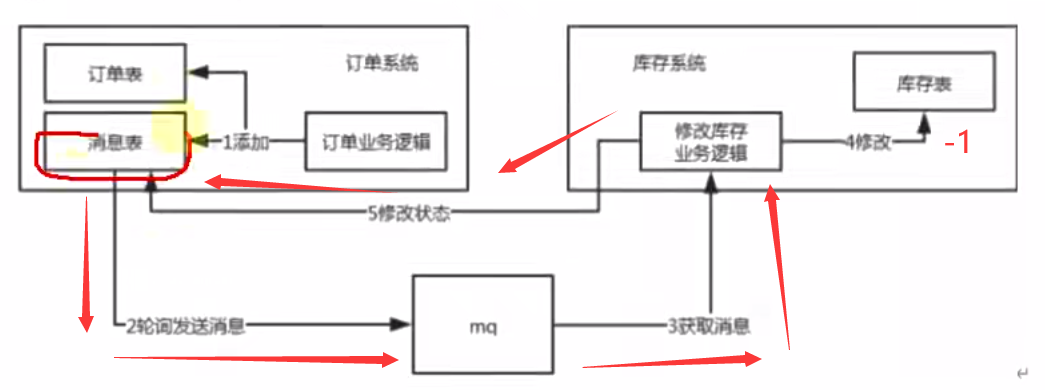 订单表
订单系统
消息表
1添加
订单业务逻辑
库存系统
库存表
修改库存
业务逻辑
4修改
-1
5修改状态
2轮询发送消息
mq
3获取消息